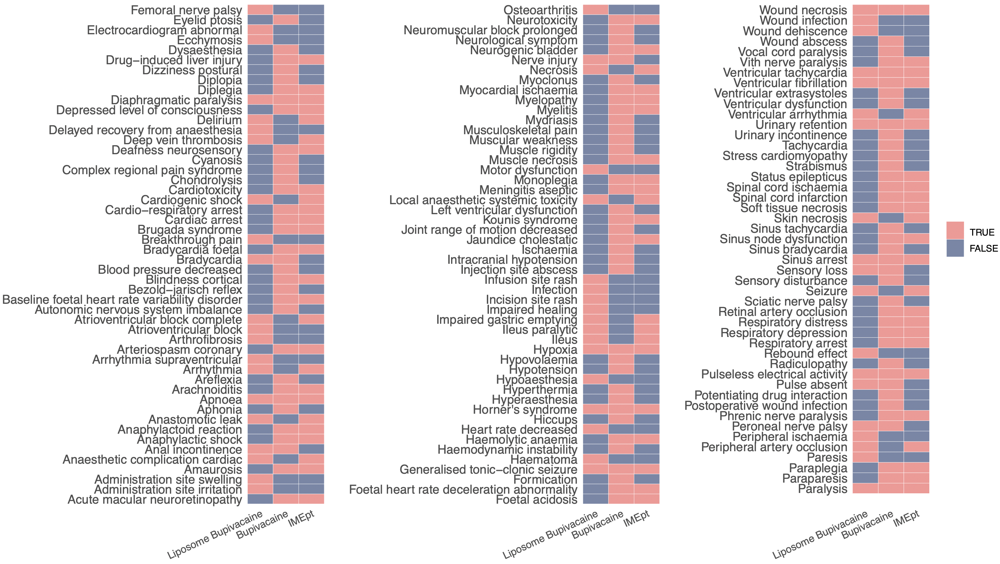 Femoral nerve palsy
Eyelid ptosis
Electrocardiogram abnormal
Ecchymosis
Dysaesthesia
Drug−induced liver injury
Dizziness postural
Diplopia
Diplegia
Diaphragmatic paralysis
Depressed level of consciousness
Delirium
Delayed recovery from anaesthesia
Deep vein thrombosis
Deafness neurosensory
Cyanosis
Complex regional pain syndrome
Chondrolysis
Cardiotoxicity
Cardiogenic shock
Cardio−respiratory arrest
Cardiac arrest
Brugada syndrome
Breakthrough pain
Bradycardia foetal
Bradycardia
Blood pressure decreased
Blindness cortical
Bezold−jarisch reflex
Baseline foetal heart rate variability disorder
Autonomic nervous system imbalance
Atrioventricular block complete
Atrioventricular block
Arthrofibrosis
Arteriospasm coronary
Arrhythmia supraventricular
Arrhythmia
Areflexia
Arachnoiditis
Apnoea
Aphonia
Anastomotic leak
Anaphylactoid reaction
Anaphylactic shock
Anal incontinence
Anaesthetic complication cardiac
Amaurosis
Administration site swelling
Administration site irritation
Acute macular neuroretinopathy
Liposome Bupivacaine
Bupivacaine
IMEpt
Osteoarthritis
Neurotoxicity
Neuromuscular block prolonged
Neurological symptom
Neurogenic bladder
Nerve injury
Necrosis
Myoclonus
Myocardial ischaemia
Myelopathy
Myelitis
Mydriasis
Musculoskeletal pain
Muscular weakness
Muscle rigidity
Muscle necrosis
Motor dysfunction
Monoplegia
Meningitis aseptic
Local anaesthetic systemic toxicity
Left ventricular dysfunction
Kounis syndrome
Joint range of motion decreased
Jaundice cholestatic
Ischaemia
Intracranial hypotension
Injection site abscess
Infusion site rash
Infection
Incision site rash
Impaired healing
Impaired gastric emptying
Ileus paralytic
Ileus
Hypoxia
Hypovolaemia
Hypotension
Hypoaesthesia
Hyperthermia
Hyperaesthesia
Horner's syndrome
Hiccups
Heart rate decreased
Haemolytic anaemia
Haemodynamic instability
Haematoma
Generalised tonic−clonic seizure
Formication
Foetal heart rate deceleration abnormality
Foetal acidosis
Liposome Bupivacaine
Bupivacaine
IMEpt
Wound necrosis
Wound infection
Wound dehiscence
Wound abscess
Vocal cord paralysis
Vith nerve paralysis
Ventricular tachycardia
Ventricular fibrillation
Ventricular extrasystoles
Ventricular dysfunction
Ventricular arrhythmia
Urinary retention
Urinary incontinence
Tachycardia
Stress cardiomyopathy
Strabismus
Status epilepticus
Spinal cord ischaemia
Spinal cord infarction
Soft tissue necrosis
Skin necrosis
Sinus tachycardia
Sinus node dysfunction
Sinus bradycardia
Sinus arrest
Sensory loss
Sensory disturbance
Seizure
Sciatic nerve palsy
Retinal artery occlusion
Respiratory distress
Respiratory depression
Respiratory arrest
Rebound effect
Radiculopathy
Pulseless electrical activity
Pulse absent
Potentiating drug interaction
Postoperative wound infection
Phrenic nerve paralysis
Peroneal nerve palsy
Peripheral ischaemia
Peripheral artery occlusion
Paresis
Paraplegia
Paraparesis
Paralysis
Liposome Bupivacaine
Bupivacaine
IMEpt
TRUE
FALSE